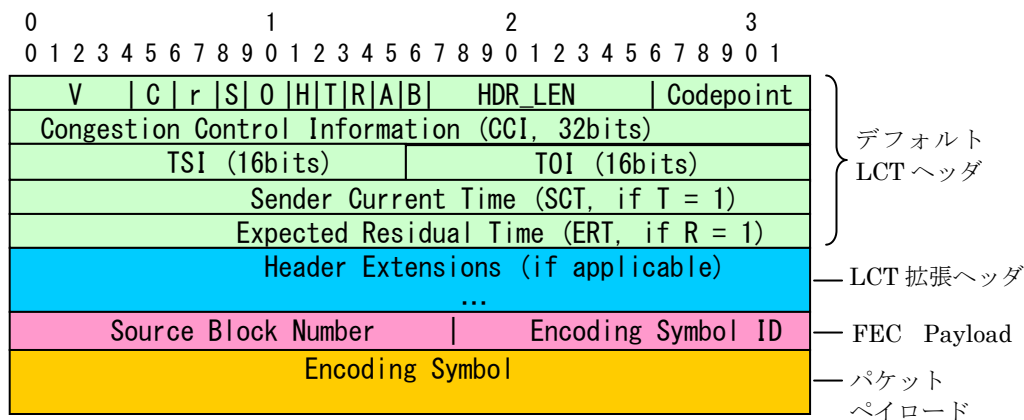 0 1 2 3
0 1 2 3 4 5 6 7 8 9 0 1 2 3 4 5 6 7 8 9 0 1 2 3 4 5 6 7 8 9 0 1
V | C | r |S| O |H|T|R|A|B| HDR_LEN | Codepoint
Congestion Control Information (CCI, 32bits)
TSI (16bits) TOI (16bits)
Sender Current Time (SCT, if T = 1)
Expected Residual Time (ERT, if R = 1)
デフォルト
LCT ヘッダ
Header Extensions (if applicable)
...
LCT 拡張ヘッダ
Source Block Number | Encoding Symbol ID
FEC Payload
Encoding Symbol
パケット
ペイロード